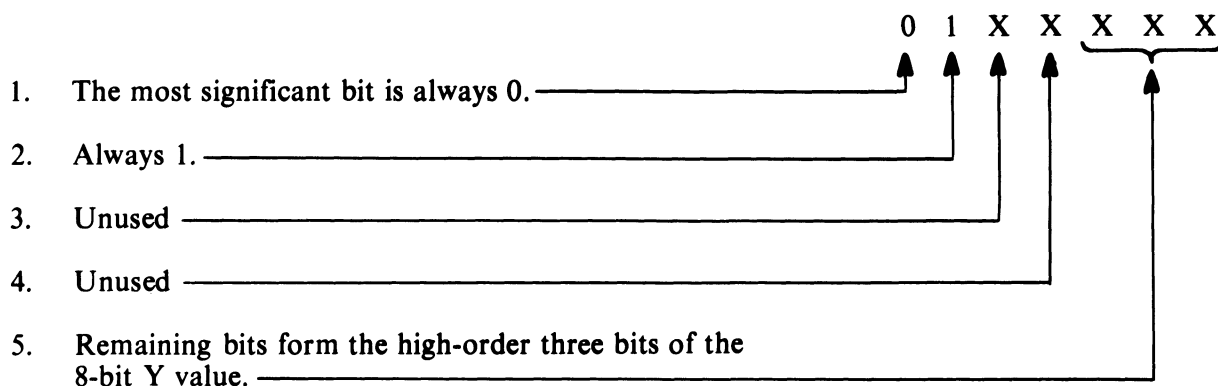 0 1 X X X X X
1. The most significant bit is always 0.
2. Always 1.
3. Unused
4. Unused
5. Remaining bits form the high-order three bits of the
8-bit Y value.